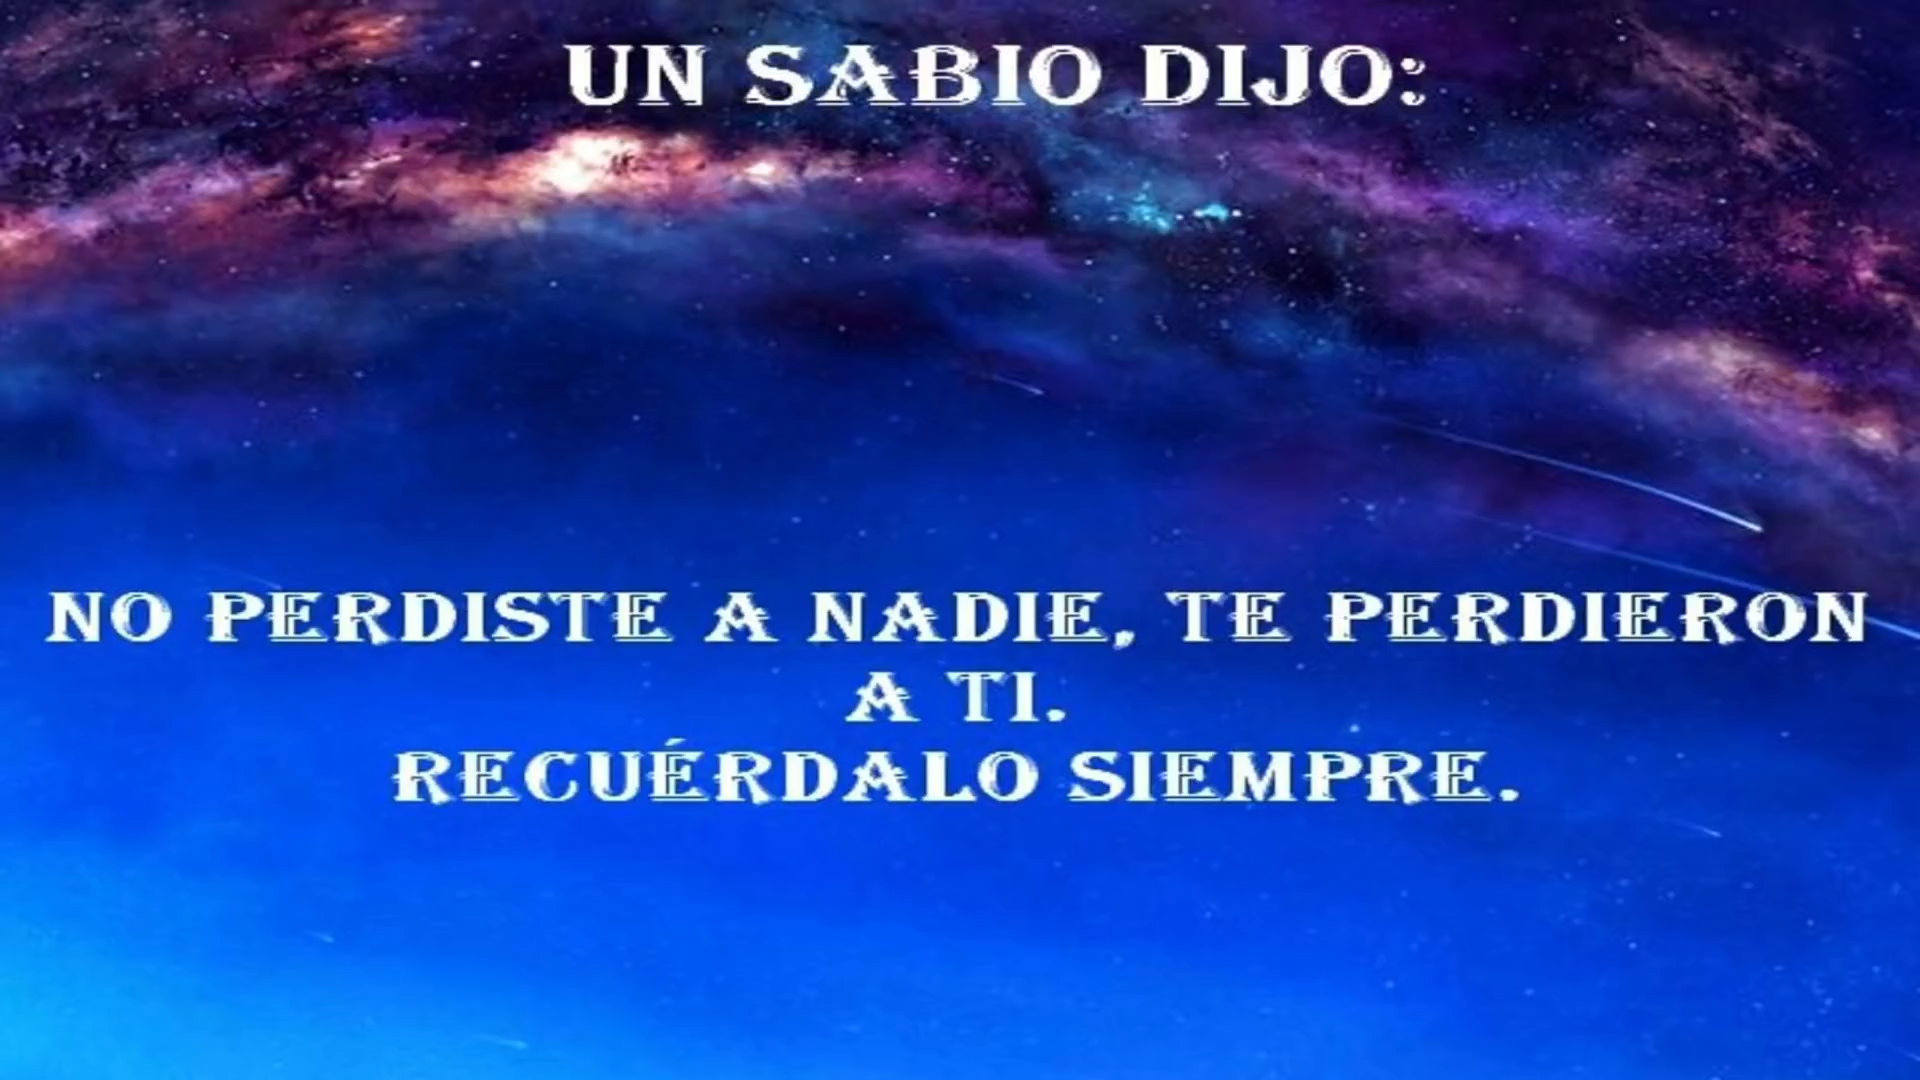 UN SABIO DIJO:
NO PERDISTE A NADIE, TE PERDIERON
A TI.
RECUÉRDALO SIEMPRE.